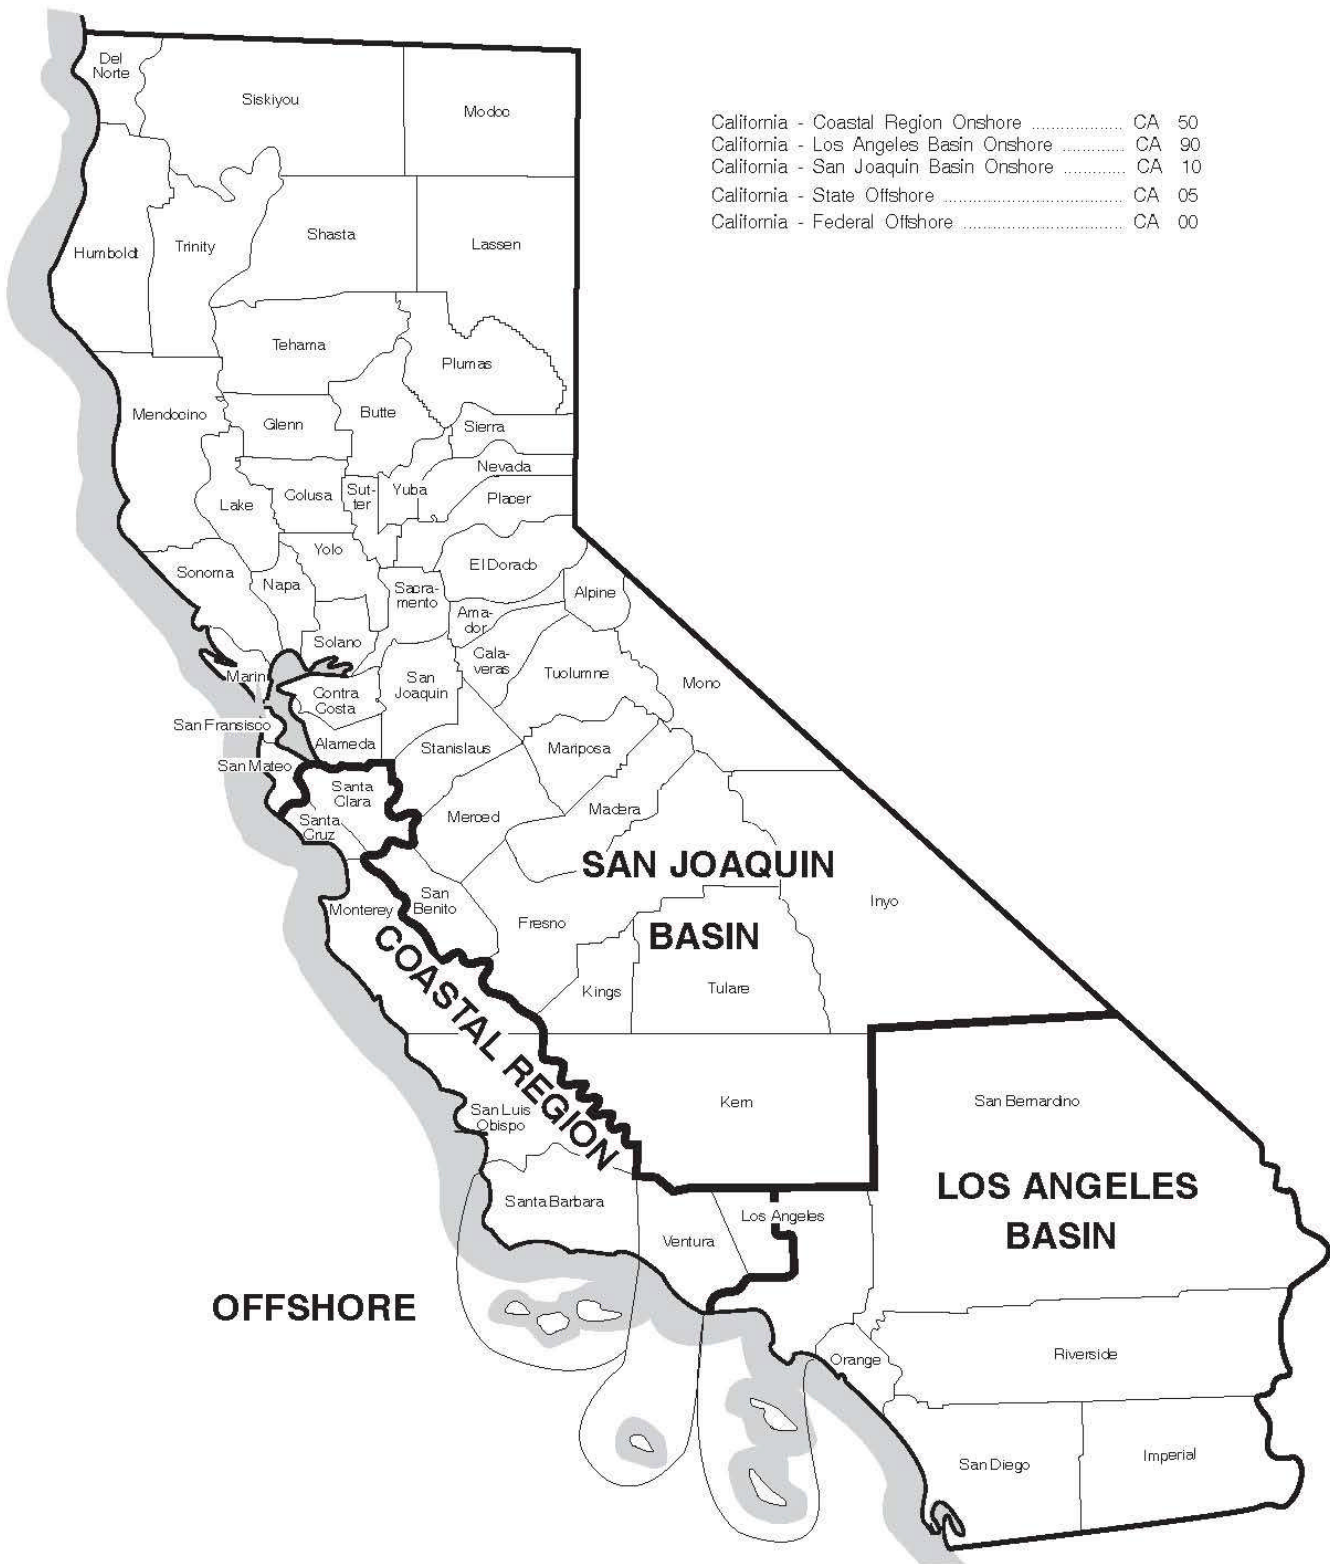 Del
Norte
Siskiyou
Modoc
California - Coastal Region Onshore ................... CA 50
California - Los Angeles Basin Onshore ............. CA 90
California - San Joaquin Basin Onshore ............. CA 10
California - State Offshore ..................................... CA 05
California - Federal Offshore ................................. CA 00
Humboldt
Trinity
Shasta
Lassen
Tehama
Plumas
Mendocino
Glenn
Butte
Sierra
Nevada
Lake
Colusa
Sut-
ter
Yuba
Placer
Sonoma
Napa
Yolo
El Dorado
Sacra-
mento
Alpine
Ama-
dor
Solano
Cala-
veras
Tuolumne
Mono
Marin
Contra
Costa
San
Joaquin
San Fransisco
Alameda
Stanislaus
Mariposa
San Mateo
Santa
Clara
Santa
Cruz
Merced
Madera
SAN JOAQUIN
BASIN
Monterey
San
Benito
Fresno
Inyo
Kings
Tulare
COASTAL REGION
San Luis
Obispo
Kern
San Bernardino
LOS ANGELES
BASIN
Santa Barbara
Ventura
Los Angeles
OFFSHORE
Orange
Riverside
San Diego
Imperial